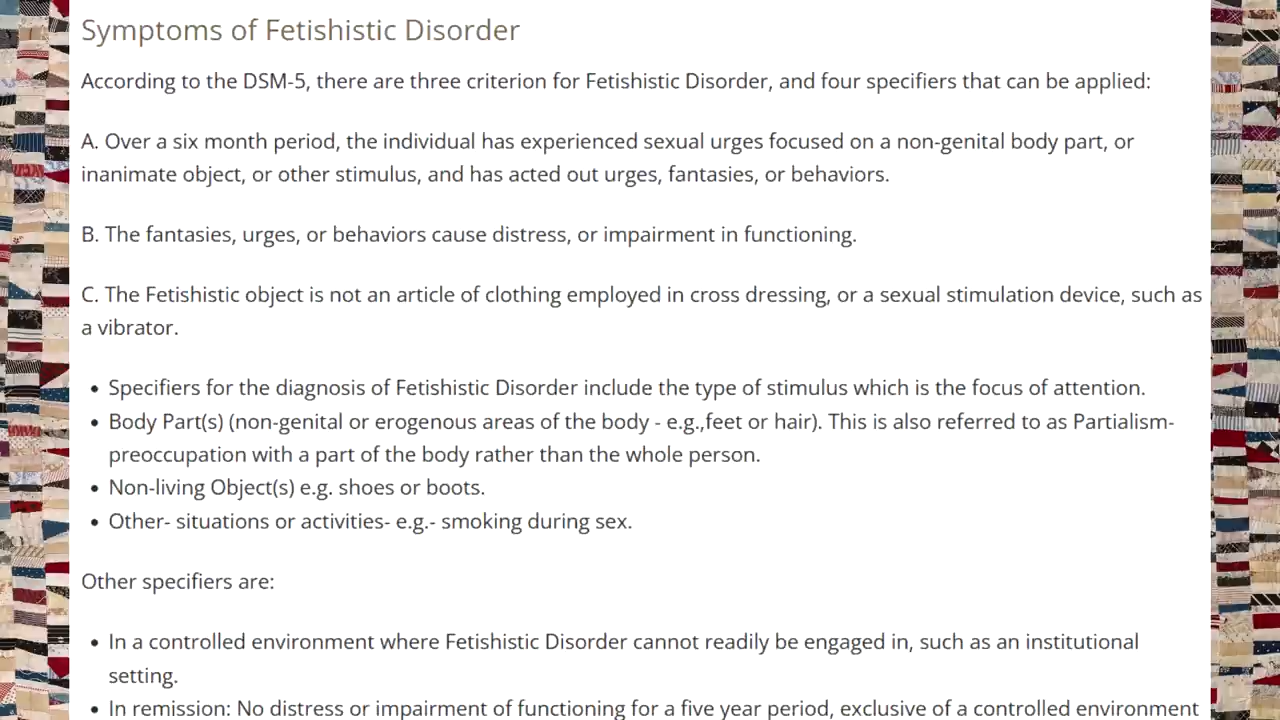 Symptoms of Fetishistic Disorder
According to the DSM-5, there are three criterion for Fetishistic Disorder, and four specifiers that can be applied:
A. Over a six month period, the individual has experienced sexual urges focused on a non-genital body part, or
inanimate object, or other stimulus, and has acted out urges, fantasies, or behaviors.
B. The fantasies, urges, or behaviors cause distress, or impairment in functioning.
C. The Fetishistic object is not an article of clothing employed in cross dressing, or a sexual stimulation device, such as
a vibrator.
• Specifiers for the diagnosis of Fetishistic Disorder include the type of stimulus which is the focus of attention.
• Body Part(s) (non-genital or erogenous areas of the body - e.g.,feet or hair). This is also referred to as Partialism-
preoccupation with a part of the body rather than the whole person.
• Non-living Object(s) e.g. shoes or boots.
• Other- situations or activities- e.g.- smoking during sex.
Other specifiers are:
• In a controlled environment where Fetishistic Disorder cannot readily be engaged in, such as an institutional
setting.
• In remission: No distress or impairment of functioning for a five year period, exclusive of a controlled environment